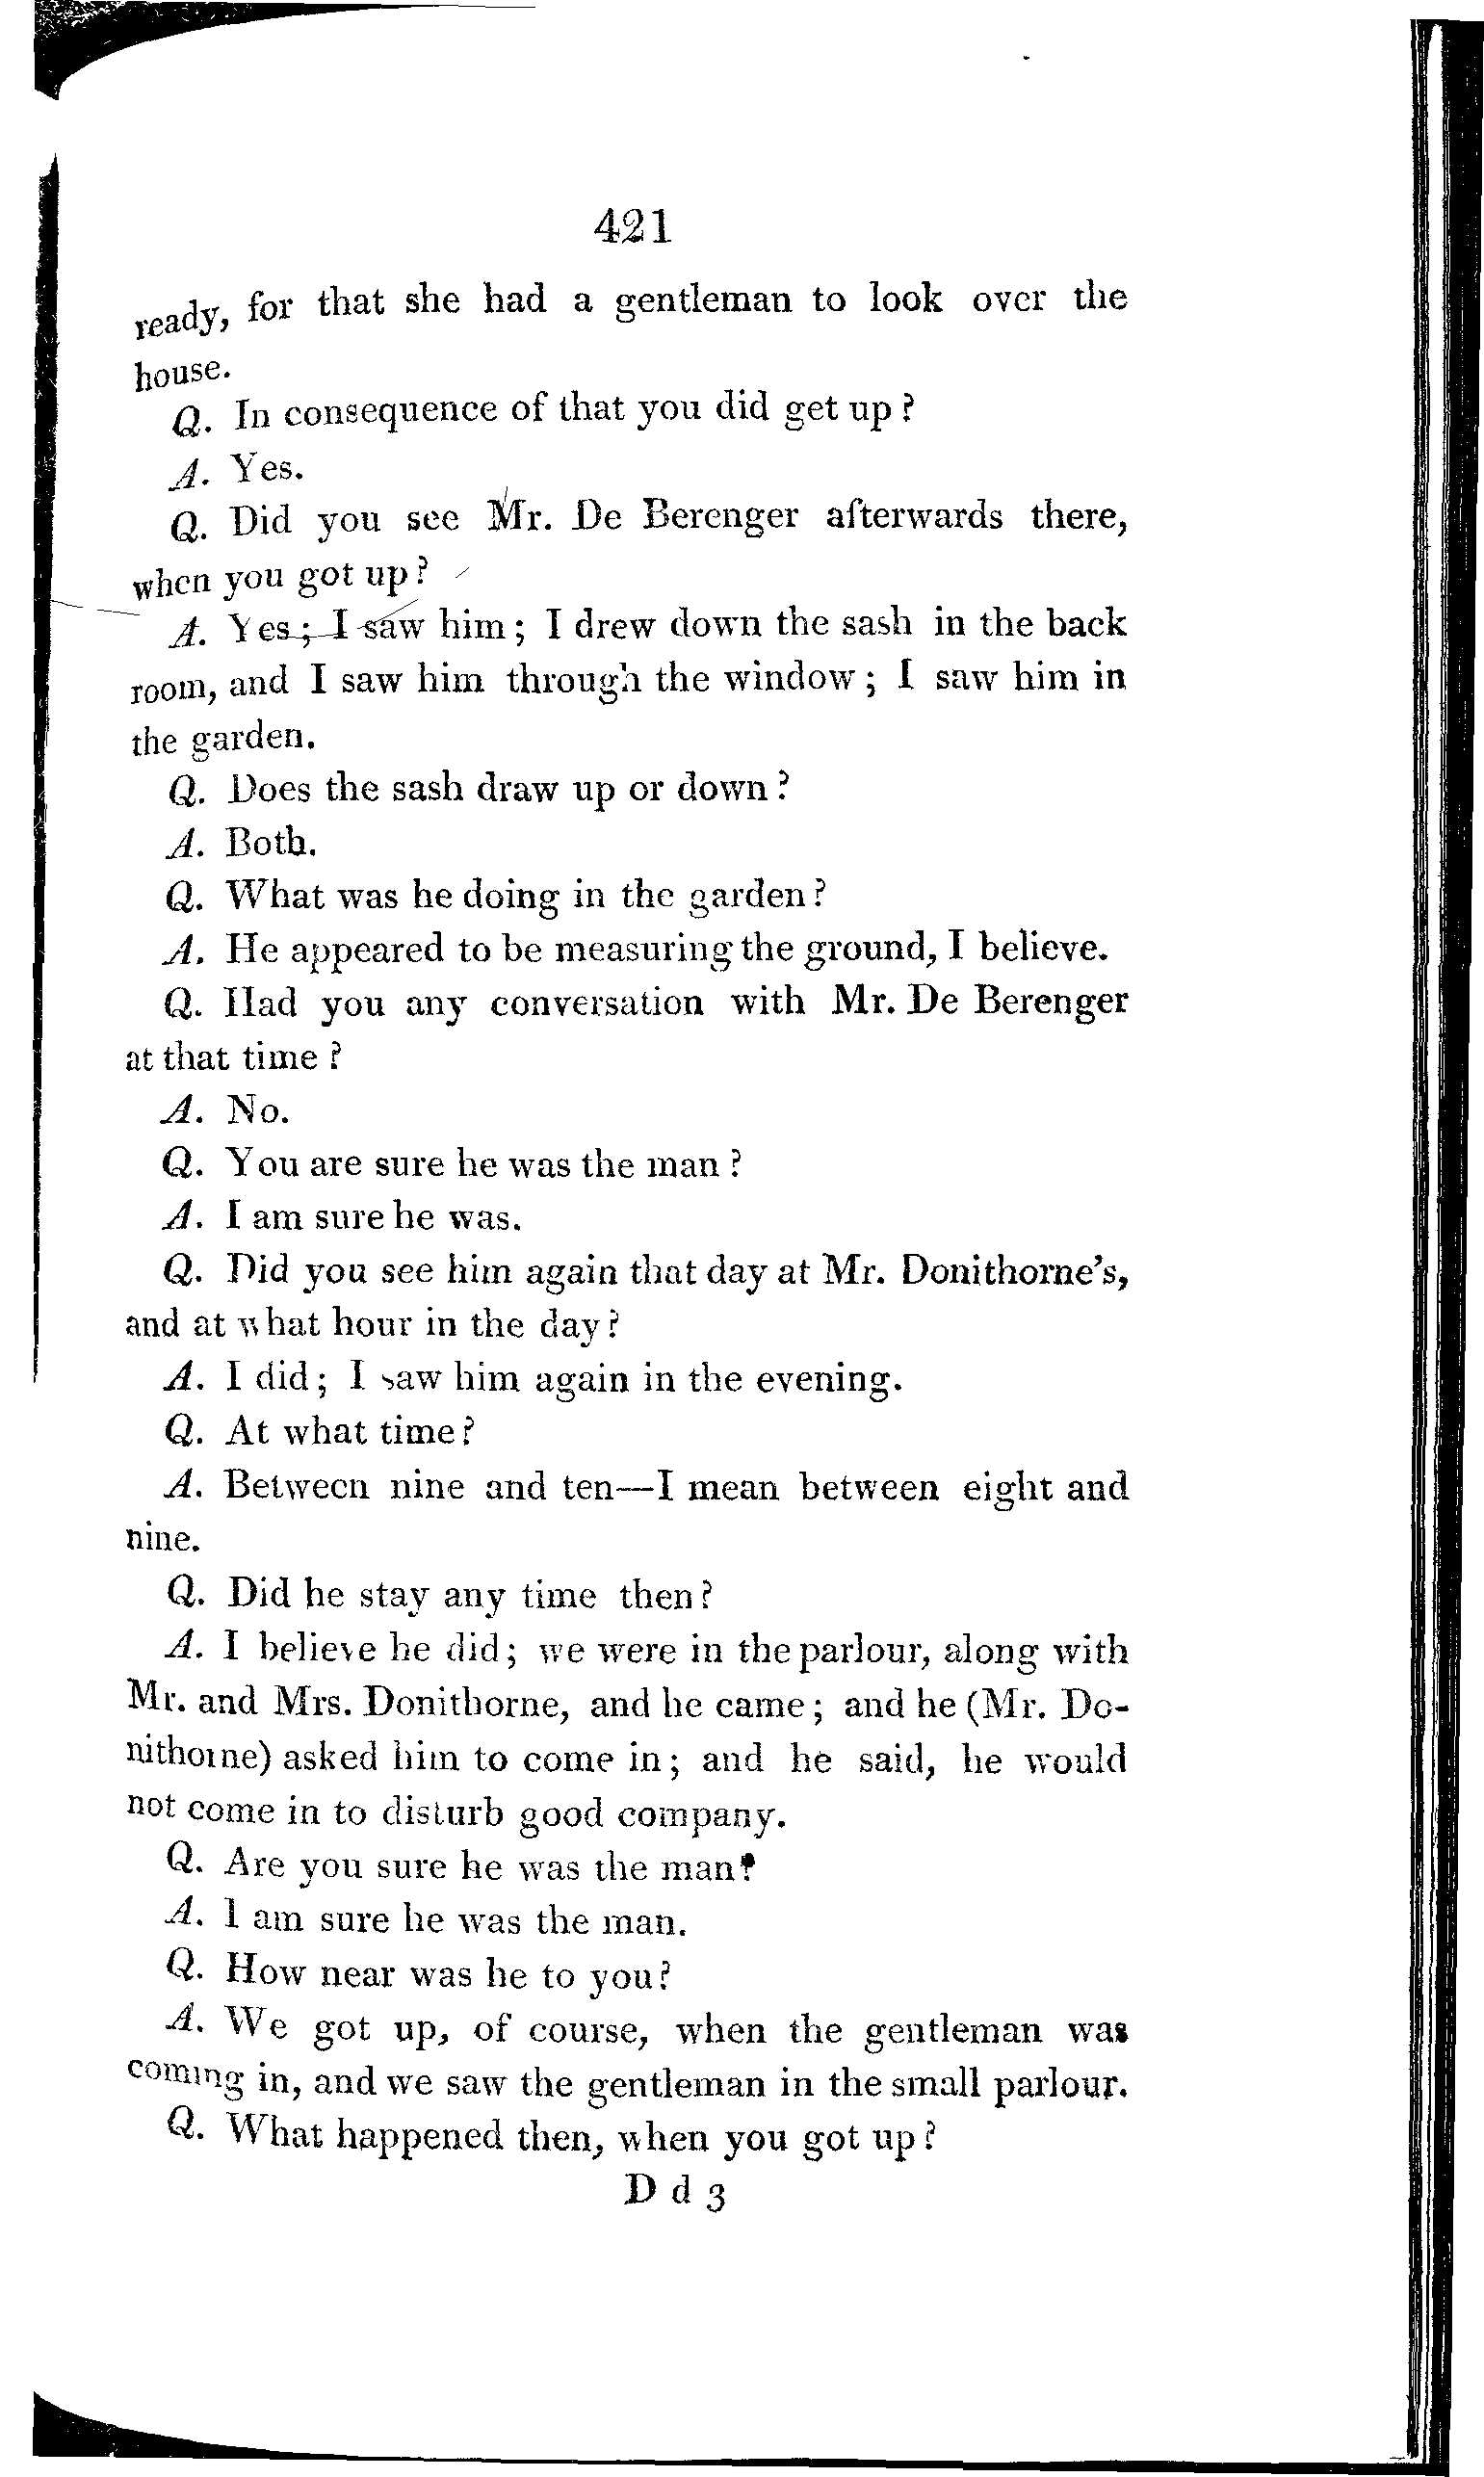 421
ready, for that she had a gentleman to look over the
house.
Q. In consequence of that you did get up?
A. Yes.
Q. Did you see Mr. De Berenger afterwards there,
when you got up?
A. Yes; I saw him; I drew down the sash in the back
room, and I saw him through the window; I saw him in
the garden.
Q. Does the sash draw up or down?
A. Both.
Q. What was he doing in the garden?
A. He appeared to be measuring the ground, I believe.
Q. Had you any conversation with Mr. De Berenger
at that time?
A. No.
Q. You are sure he was the man?
A. I am sure he was.
Q. Did you see him again that day at Mr. Donithorne's,
and at what hour in the day?
A. I did; I saw him again in the evening.
Q. At what time?
A. Between nine and ten—I mean between eight and
nine.
Q. Did he stay any time then?
A. I believe he did; we were in the parlour, along with
Mr. and Mrs. Donithorne, and he came; and he (Mr. Do-
nithorne) asked him to come in; and he said, he would
not come in to disturb good company.
Q. Are you sure he was the man?
A. I am sure he was the man.
Q. How near was he to you?
A. We got up, of course, when the gentleman was
coming in, and we saw the gentleman in the small parlour.
Q. What happened then, when you got up?
D d 3